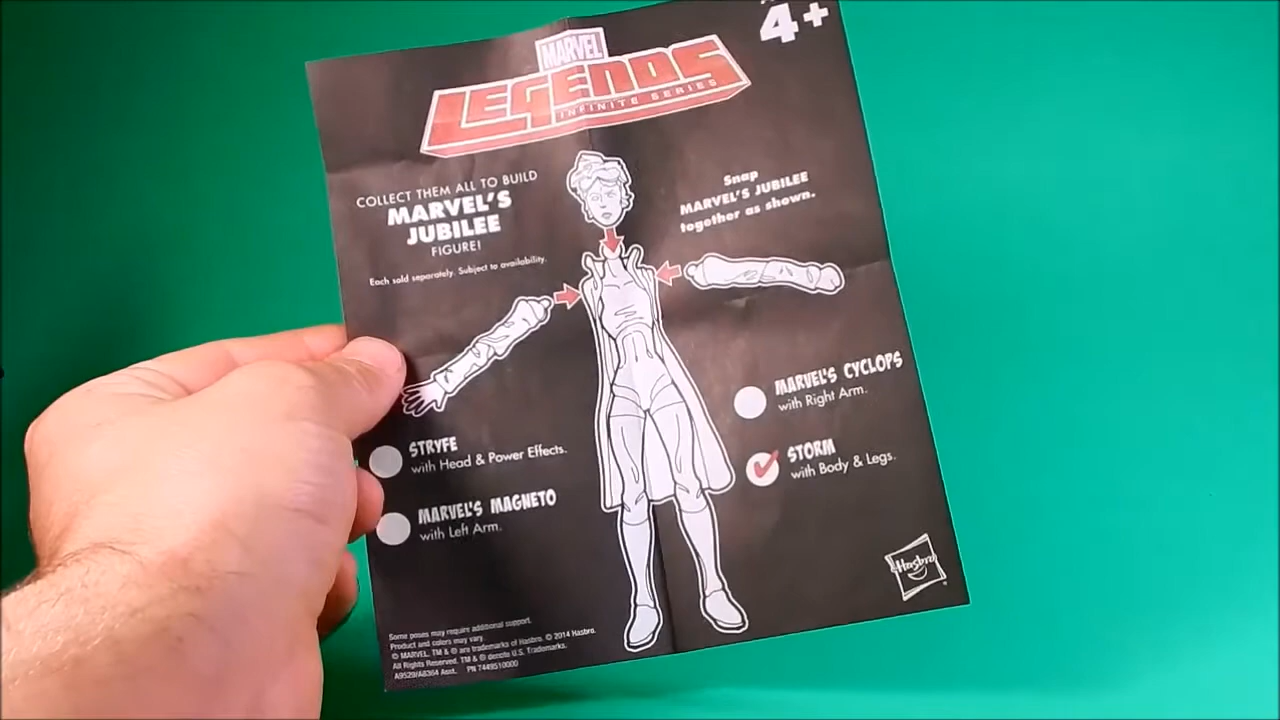 4+
MARVEL
LEGENDS
INFINITE SERIES
COLLECT THEM ALL TO BUILD
MARVEL'S
JUBILEE
FIGURE!
Each sold separately. Subject to availability.
Snap
MARVEL'S JUBILEE
together as shown.
STRYFE
with Head & Power Effects.
MARVEL'S MAGNETO
with Left Arm.
MARVEL'S CYCLOPS
with Right Arm.
STORM
with Body & Legs.
Hasbro
Some poses may require additional support.
Product and colors may vary.
© MARVEL. TM & ® are trademarks of Hasbro. © 2014 Hasbro.
All Rights Reserved. TM & ® denote U.S. Trademarks.
A9529/A8364 Asst. PN 7449510000